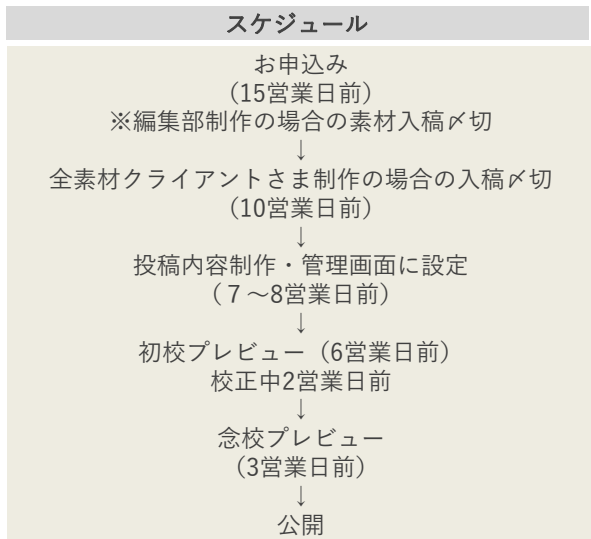 スケジュール
お申込み
（15営業日前）
※編集部制作の場合の素材入稿〆切
↓
全素材クライアントさま制作の場合の入稿〆切
（10営業日前）
↓
投稿内容制作・管理画面に設定
（７～8営業日前）
↓
初校プレビュー（6営業日前）
校正中2営業日前
↓
念校プレビュー
（3営業日前）
↓
公開